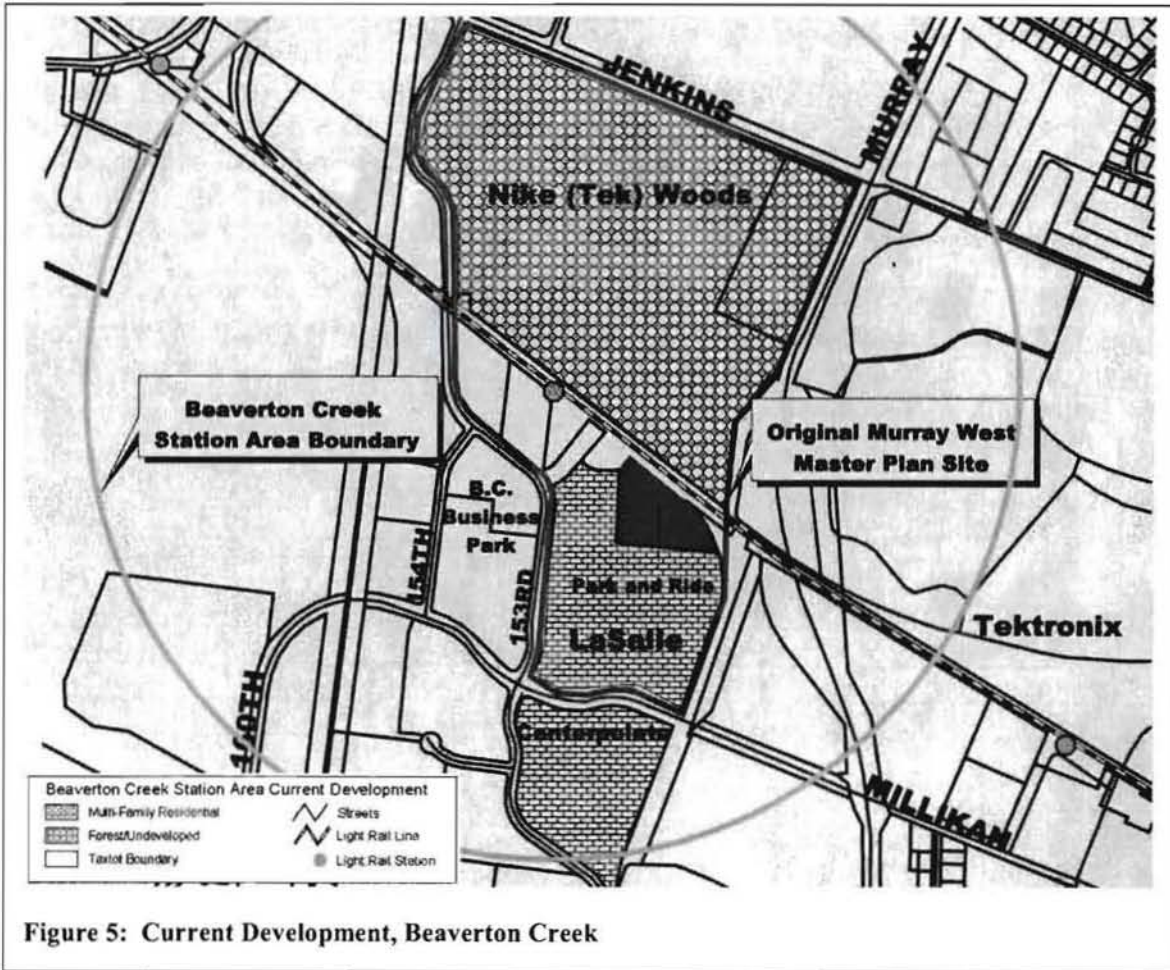 JENKINS
MURRAY
Nike (Tek) Woods
Beaverton Creek
Station Area Boundary
Original Murray West
Master Plan Site
B.C.
Business
Park
154TH
153RD
Park and Ride
LaSalle
Tektronix
160TH
Centerpointe
MILLIKAN
Beaverton Creek Station Area Current Development
Multi-Family Residential
Forest/Undeveloped
Taxlot Boundary
Streets
Light Rail Line
Light Rail Station
Figure 5: Current Development, Beaverton Creek